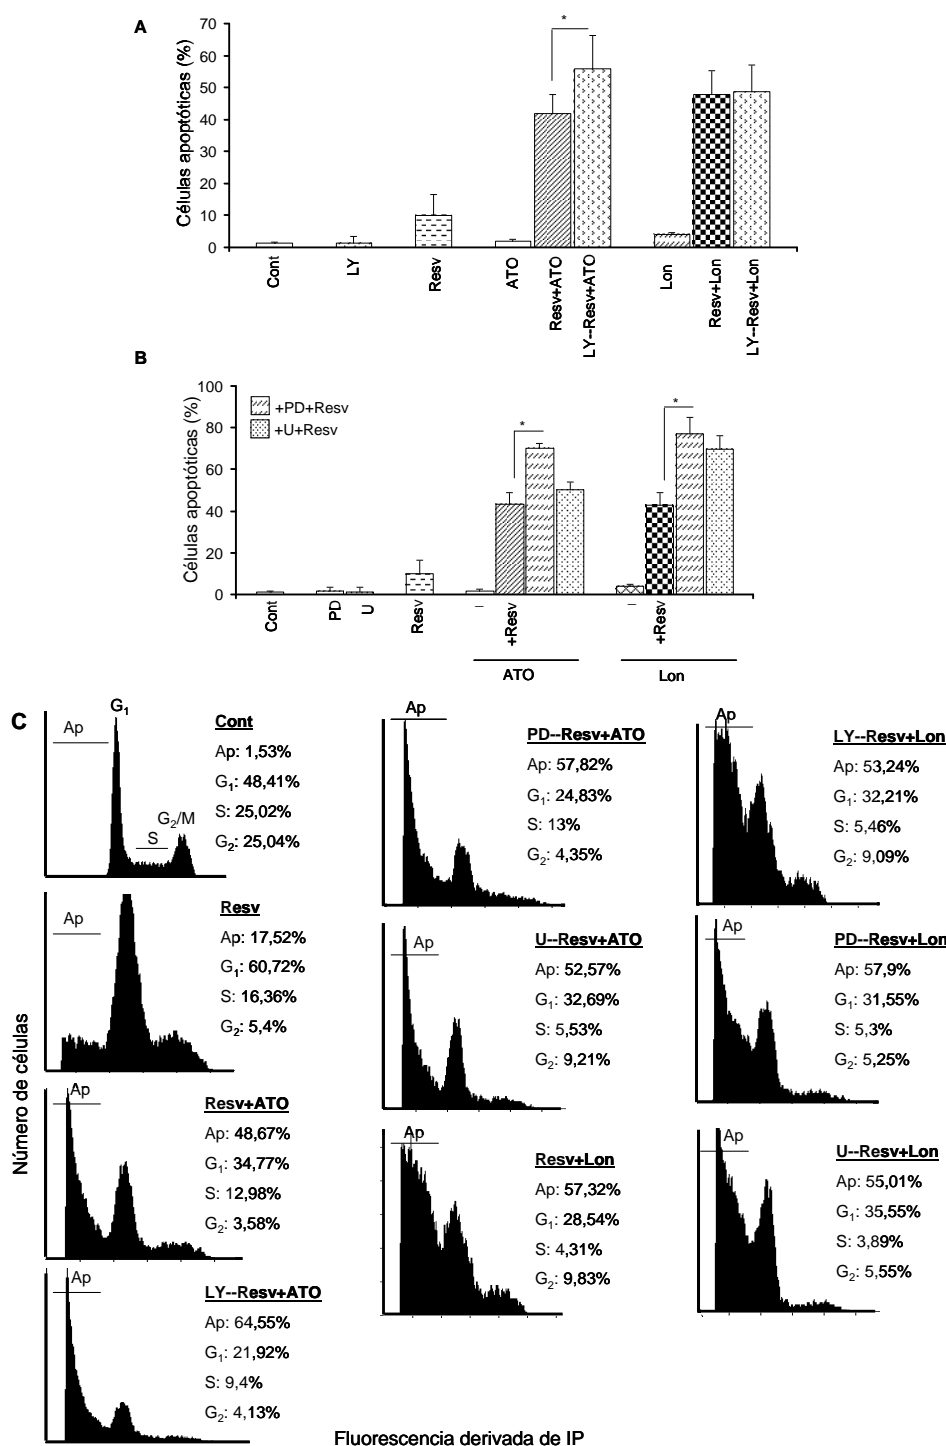 A
Células apoptóticas (%)
70
60
50
40
30
20
10
0
*
Cont
LY
Resv
ATO
Resv+ATO
LY--Resv+ATO
Lon
Resv+Lon
LY--Resv+Lon
B
Células apoptóticas (%)
100
80
60
40
20
0
+PD+Resv
+U+Resv
*
*
Cont
PD
U
Resv
–
+Resv
–
+Resv
ATO
Lon
C
Número de células
Ap
G1
S
G2/M
Cont
Ap: 1,53%
G1: 48,41%
S: 25,02%
G2: 25,04%
Ap
Resv
Ap: 17,52%
G1: 60,72%
S: 16,36%
G2: 5,4%
Ap
Resv+ATO
Ap: 48,67%
G1: 34,77%
S: 12,98%
G2: 3,58%
Ap
LY--Resv+ATO
Ap: 64,55%
G1: 21,92%
S: 9,4%
G2: 4,13%
Ap
PD--Resv+ATO
Ap: 57,82%
G1: 24,83%
S: 13%
G2: 4,35%
Ap
U--Resv+ATO
Ap: 52,57%
G1: 32,69%
S: 5,53%
G2: 9,21%
Ap
Resv+Lon
Ap: 57,32%
G1: 28,54%
S: 4,31%
G2: 9,83%
Ap
LY--Resv+Lon
Ap: 53,24%
G1: 32,21%
S: 5,46%
G2: 9,09%
Ap
PD--Resv+Lon
Ap: 57,9%
G1: 31,55%
S: 5,3%
G2: 5,25%
Ap
U--Resv+Lon
Ap: 55,01%
G1: 35,55%
S: 3,89%
G2: 5,55%
Fluorescencia derivada de IP